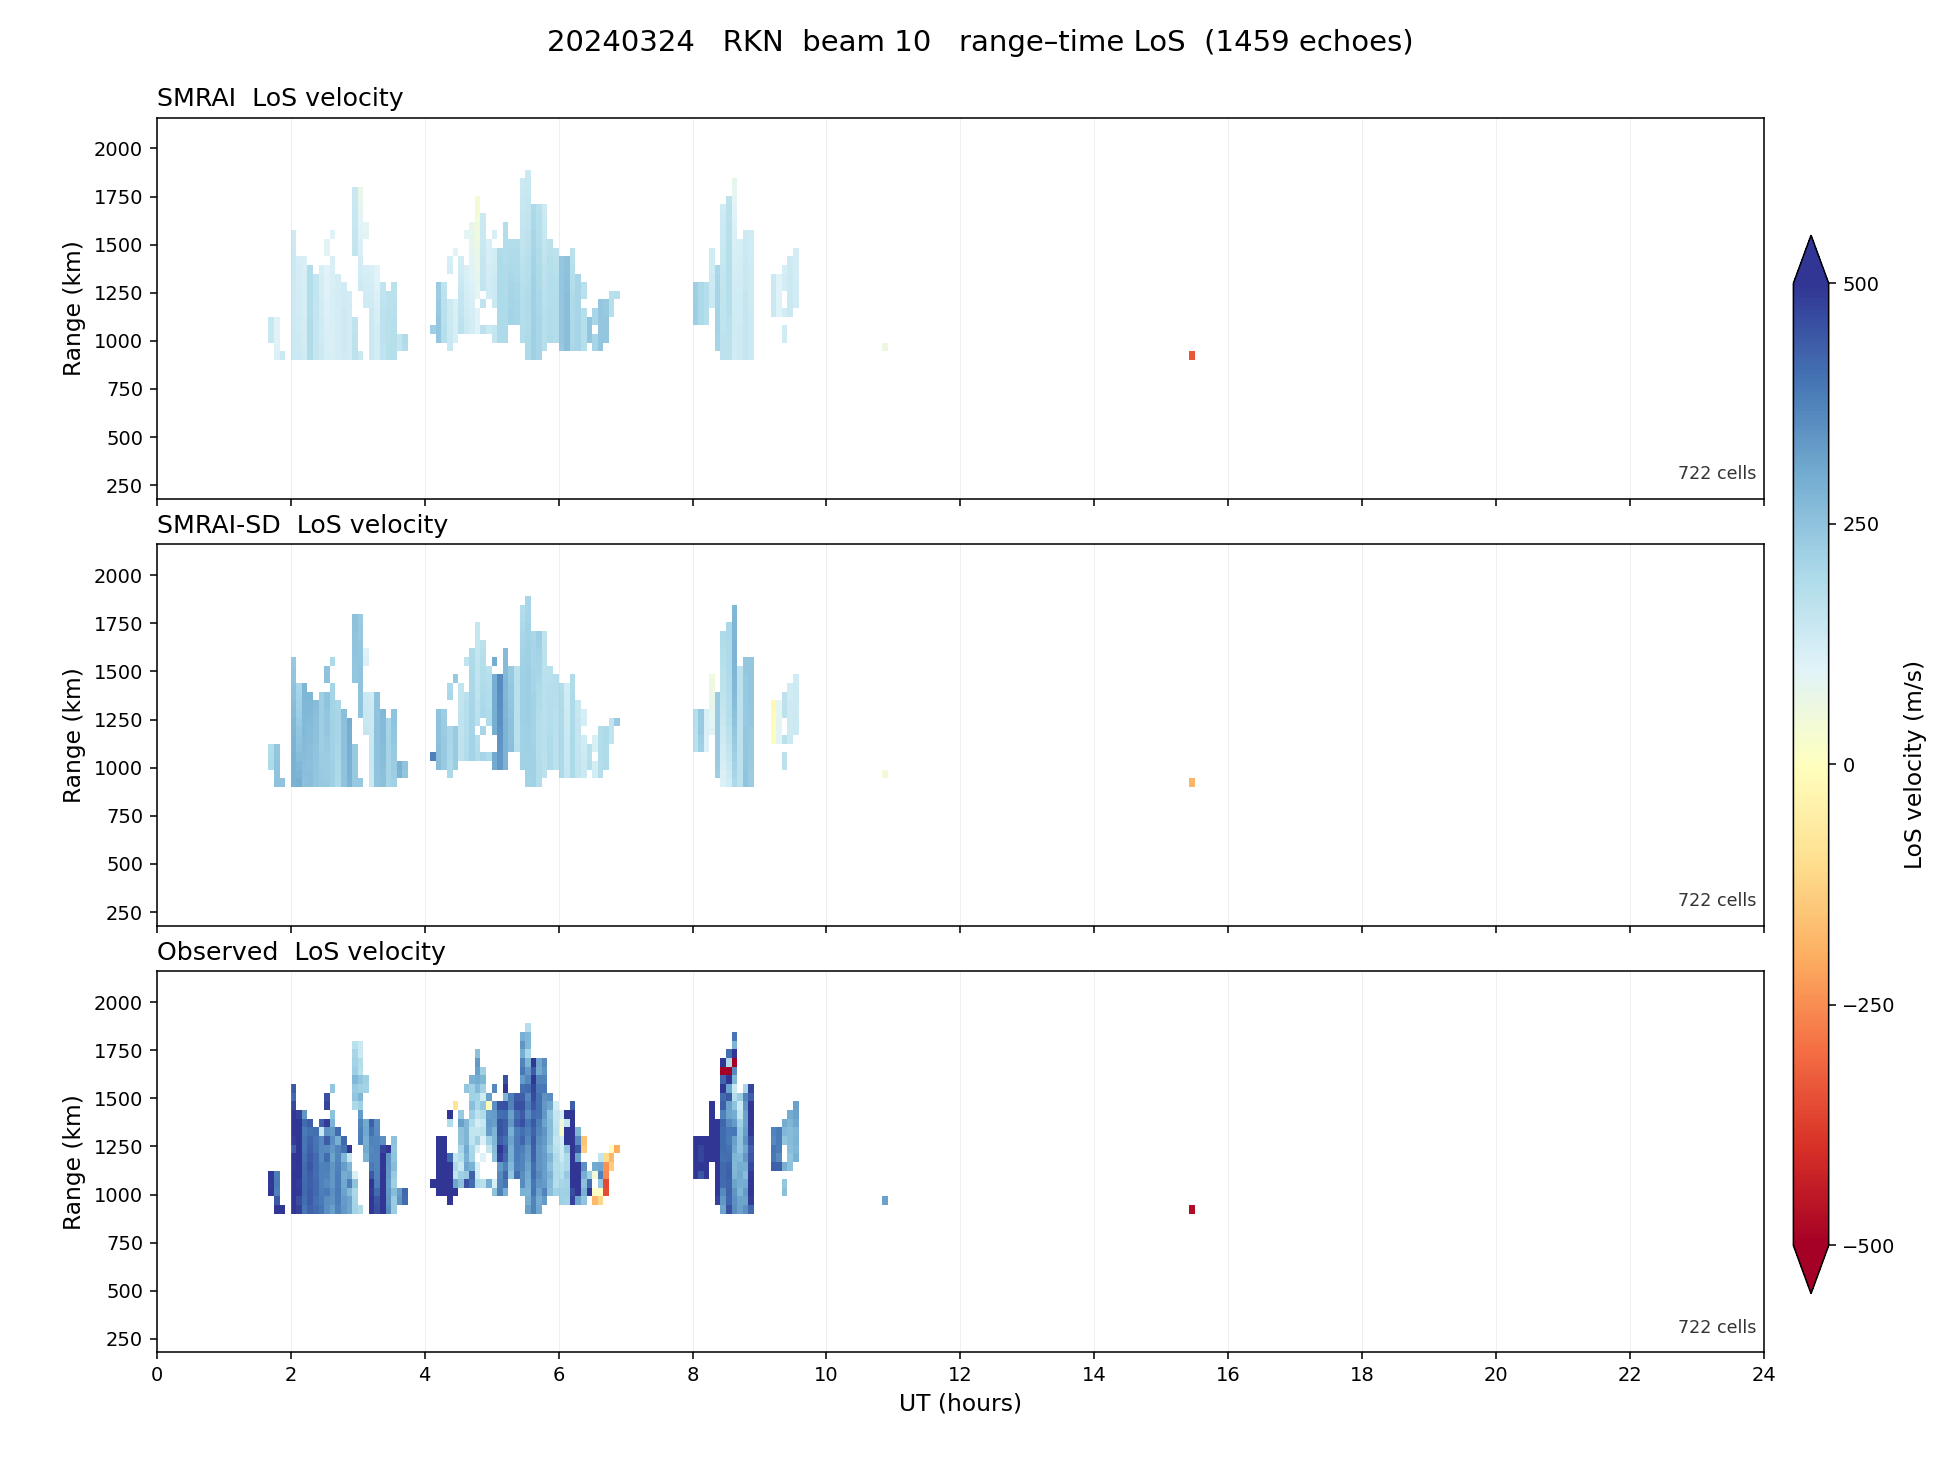 20240324   RKN  beam 10   range–time LoS  (1459 echoes)
SMRAI  LoS velocity
2000
1750
1500
1250
1000
750
500
250
Range (km)
722 cells
SMRAI-SD  LoS velocity
2000
1750
1500
1250
1000
750
500
250
Range (km)
722 cells
Observed  LoS velocity
2000
1750
1500
1250
1000
750
500
250
Range (km)
722 cells
0 2 4 6 8 10 12 14 16 18 20 22 24
UT (hours)
500
250
0
−250
−500
LoS velocity (m/s)